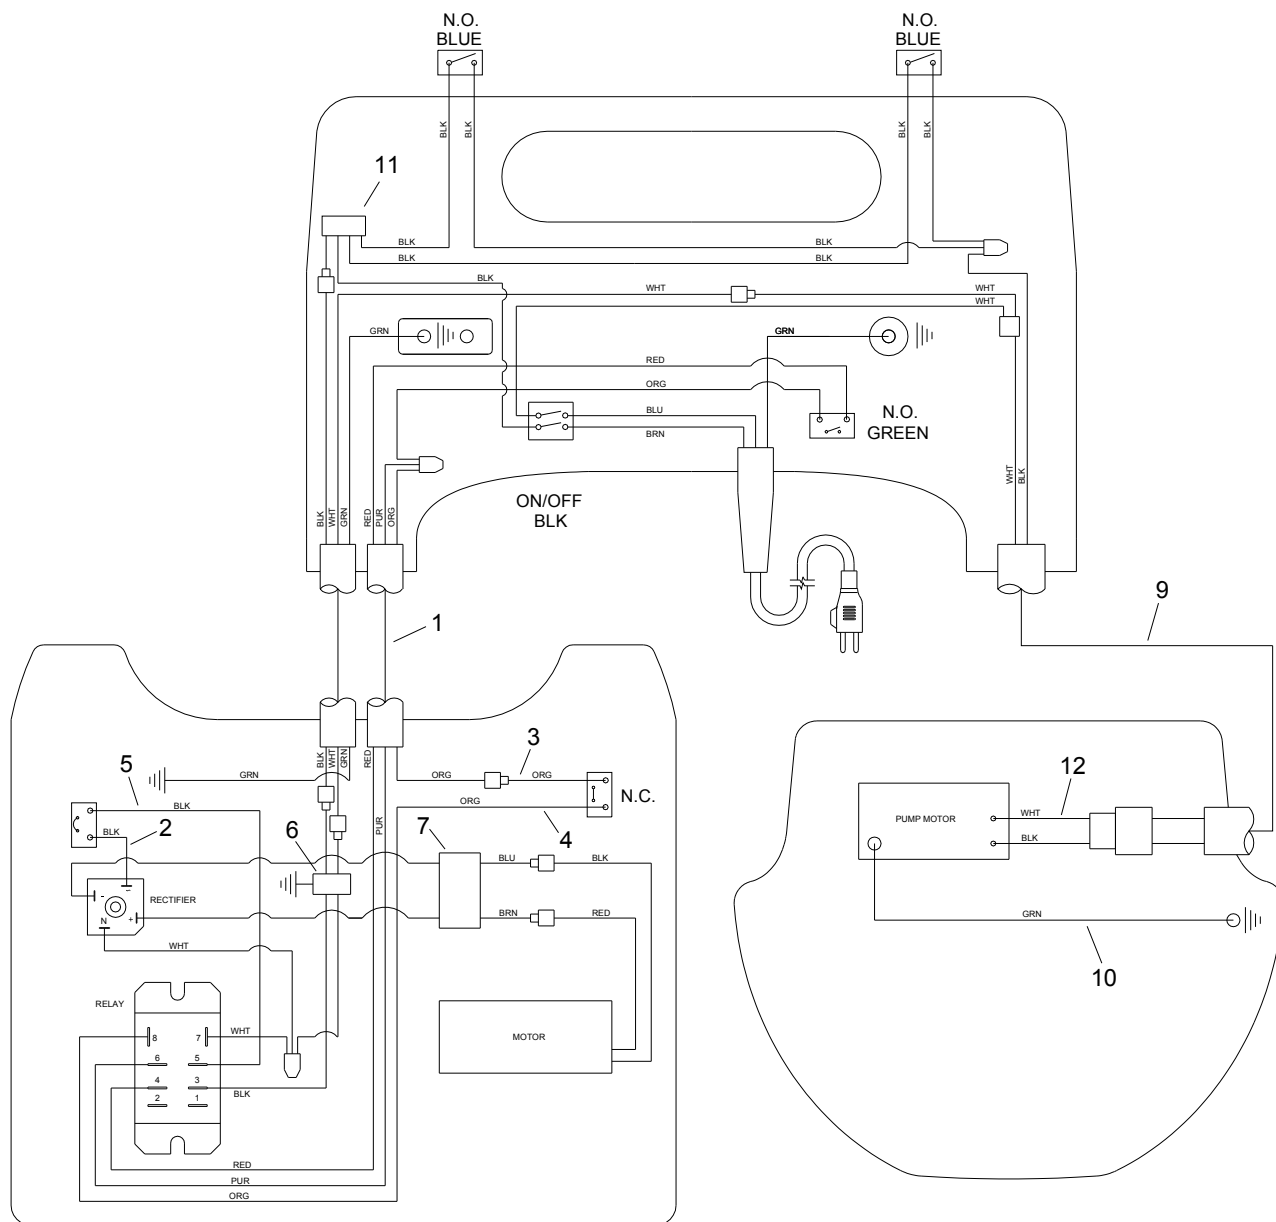 N.O.
BLUE
N.O.
BLUE
BLK
BLK
BLK
BLK
11
BLK
BLK
BLK
BLK
BLK
WHT
WHT
WHT
GRN
GRN
RED
ORG
BLU
BRN
N.O.
GREEN
ON/OFF
BLK
BLK
WHT
GRN
RED
PUR
ORG
WHT
BLK
1
9
BLK
WHT
GRN
RED
PUR
GRN
3
ORG
ORG
ORG
N.C.
4
5
BLK
BLK
2
6
7
BLU
BLK
BRN
RED
-
~
N
+
RECTIFIER
WHT
RELAY
8
7
WHT
6
5
4
3
BLK
2
1
RED
PUR
ORG
MOTOR
PUMP MOTOR
WHT
BLK
12
GRN
10